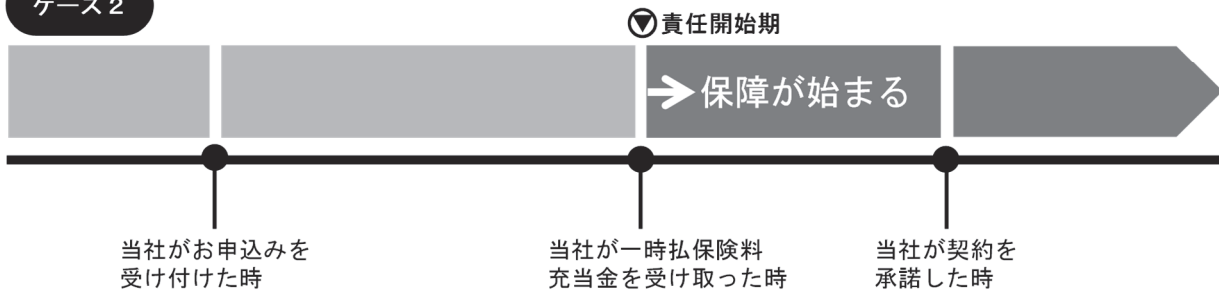 ケース2
▼責任開始期
保障が始まる
当社がお申込みを
受け付けた時
当社が一時払保険料
充当金を受け取った時
当社が契約を
承諾した時